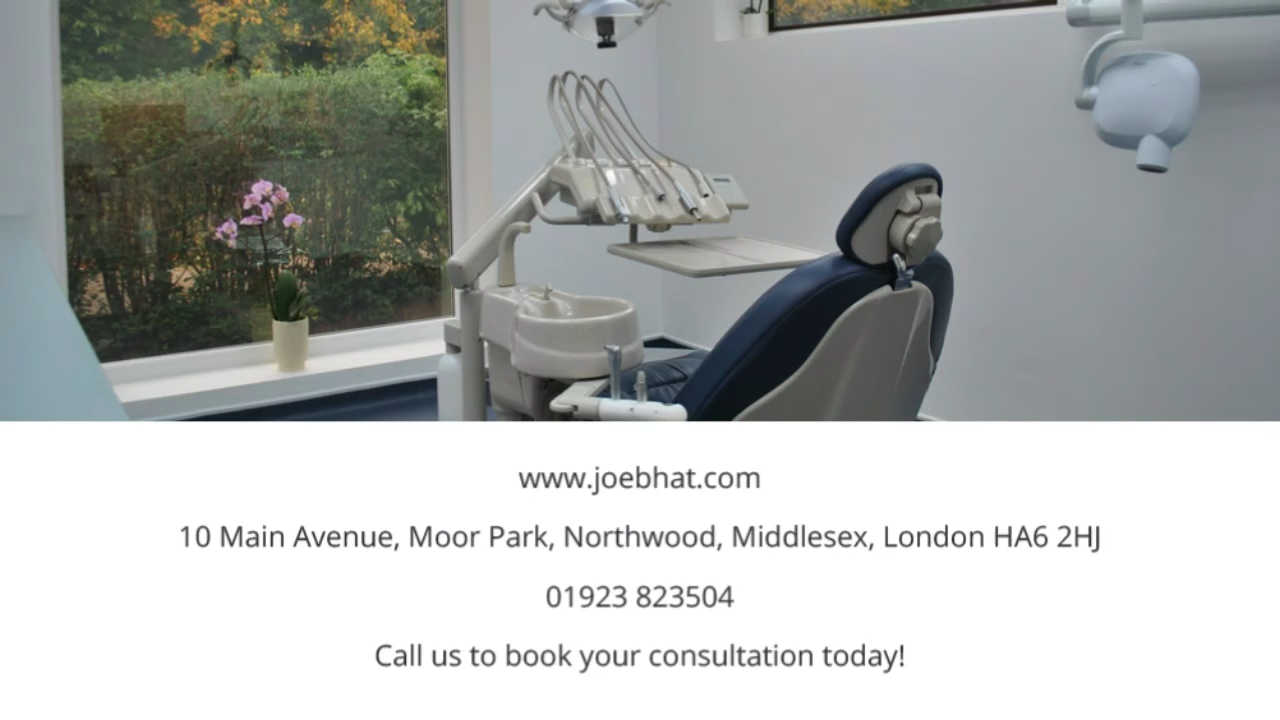 www.joebhat.com
10 Main Avenue, Moor Park, Northwood, Middlesex, London HA6 2HJ
01923 823504
Call us to book your consultation today!